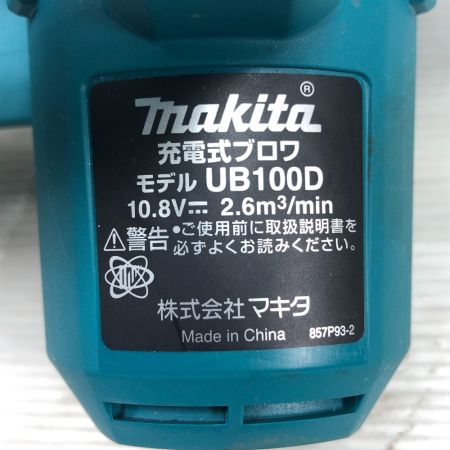 makita®
充電式ブロワ
モデル UB100D
10.8V⎓ 2.6m³/min
⚠警告 •ご使用前に取扱説明書を
必ずよくお読みください。
株式会社 マキタ
Made in China 857P93-2